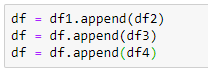 df = df1.append(df2)
df = df.append(df3)
df = df.append(df4)